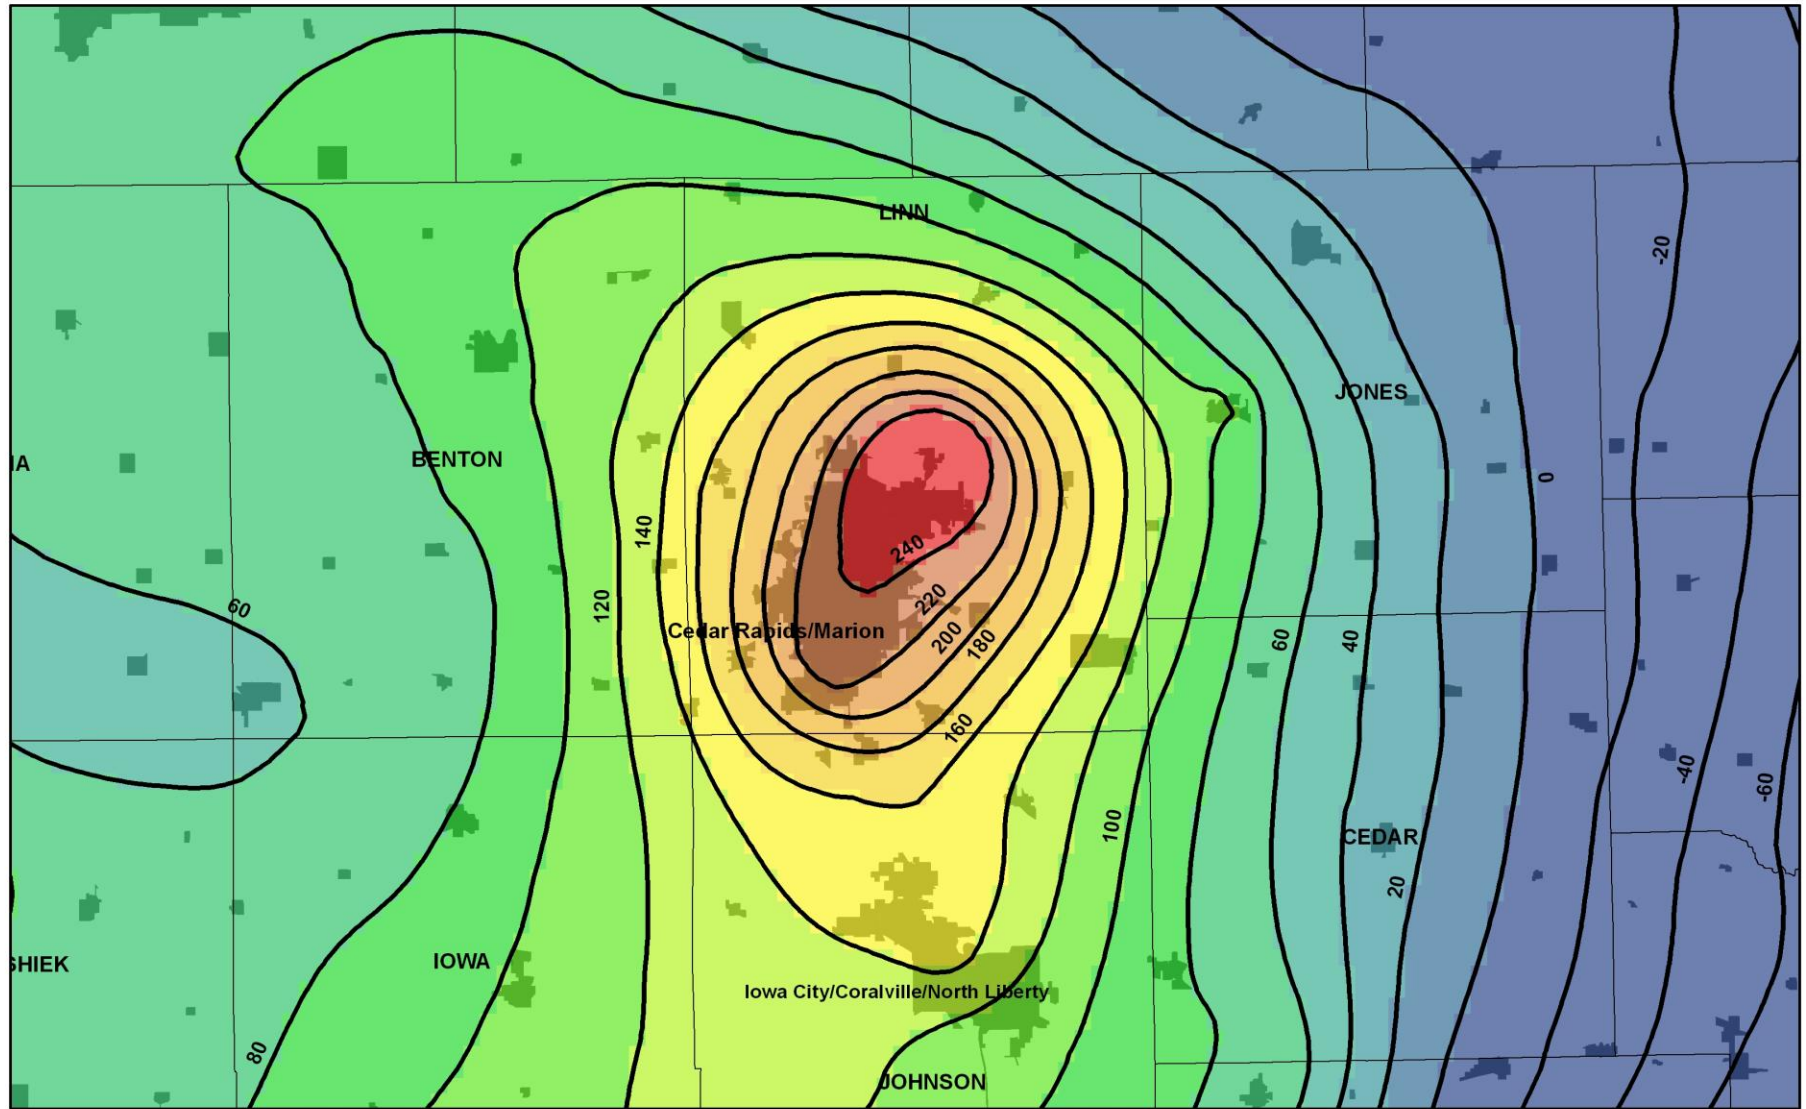 LINN
-20
JONES
IA
BENTON
0
140
240
120
60
220
Cedar Rapids/Marion
200
180
60
40
160
-40
-60
100
CEDAR
20
SHIEK
IOWA
Iowa City/Coralville/North Liberty
80
JOHNSON